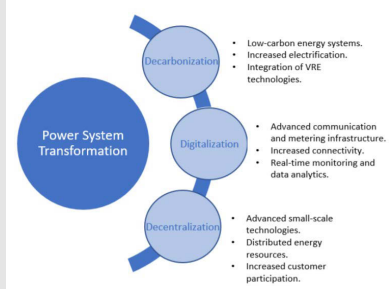 Power System
Transformation
Decarbonization
• Low-carbon energy systems.
• Increased electrification.
• Integration of VRE
technologies.
Digitalization
• Advanced communication
and metering infrastructure.
• Increased connectivity.
• Real-time monitoring and
data analytics.
Decentralization
• Advanced small-scale
technologies.
• Distributed energy
resources.
• Increased customer
participation.